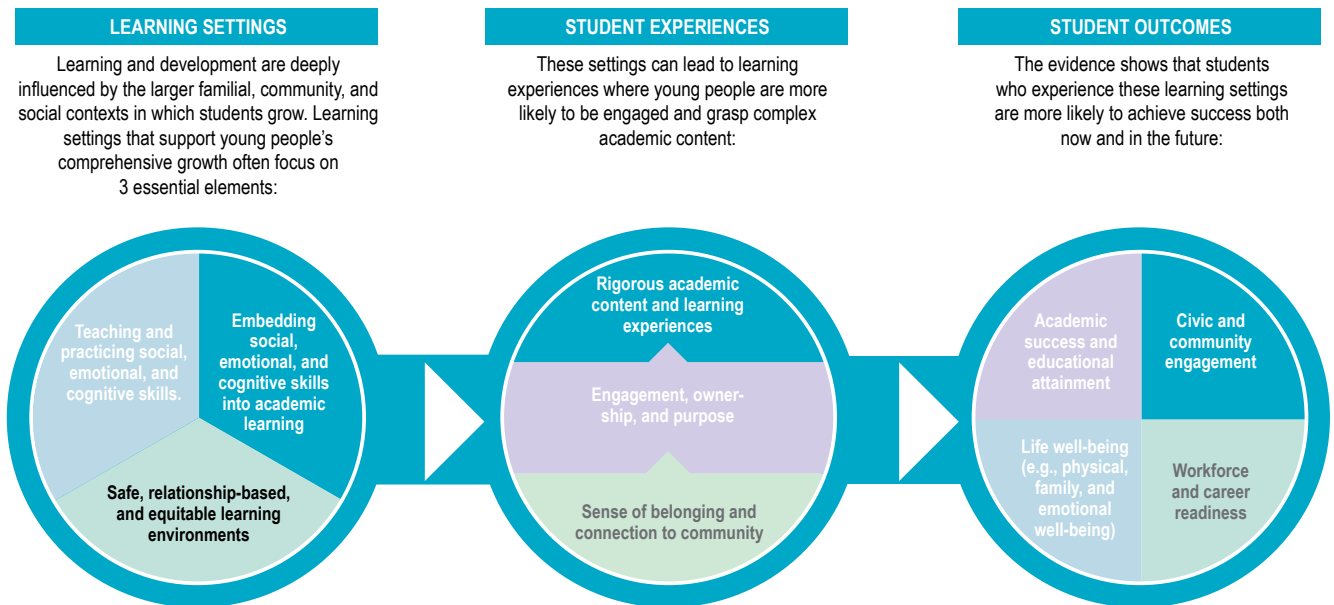 LEARNING SETTINGS
Learning and development are deeply
influenced by the larger familial, community, and
social contexts in which students grow. Learning
settings that support young people’s
comprehensive growth often focus on
3 essential elements:
Teaching and
practicing social,
emotional, and
cognitive skills.
Embedding
social,
emotional, and
cognitive skills
into academic
learning
Safe, relationship-based,
and equitable learning
environments
STUDENT EXPERIENCES
These settings can lead to learning
experiences where young people are more
likely to be engaged and grasp complex
academic content:
Rigorous academic
content and learning
experiences
Engagement, owner-
ship, and purpose
Sense of belonging and
connection to community
STUDENT OUTCOMES
The evidence shows that students
who experience these learning settings
are more likely to achieve success both
now and in the future:
Academic
success and
educational
attainment
Civic and
community
engagement
Life well-being
(e.g., physical,
family, and
emotional
well-being)
Workforce
and career
readiness